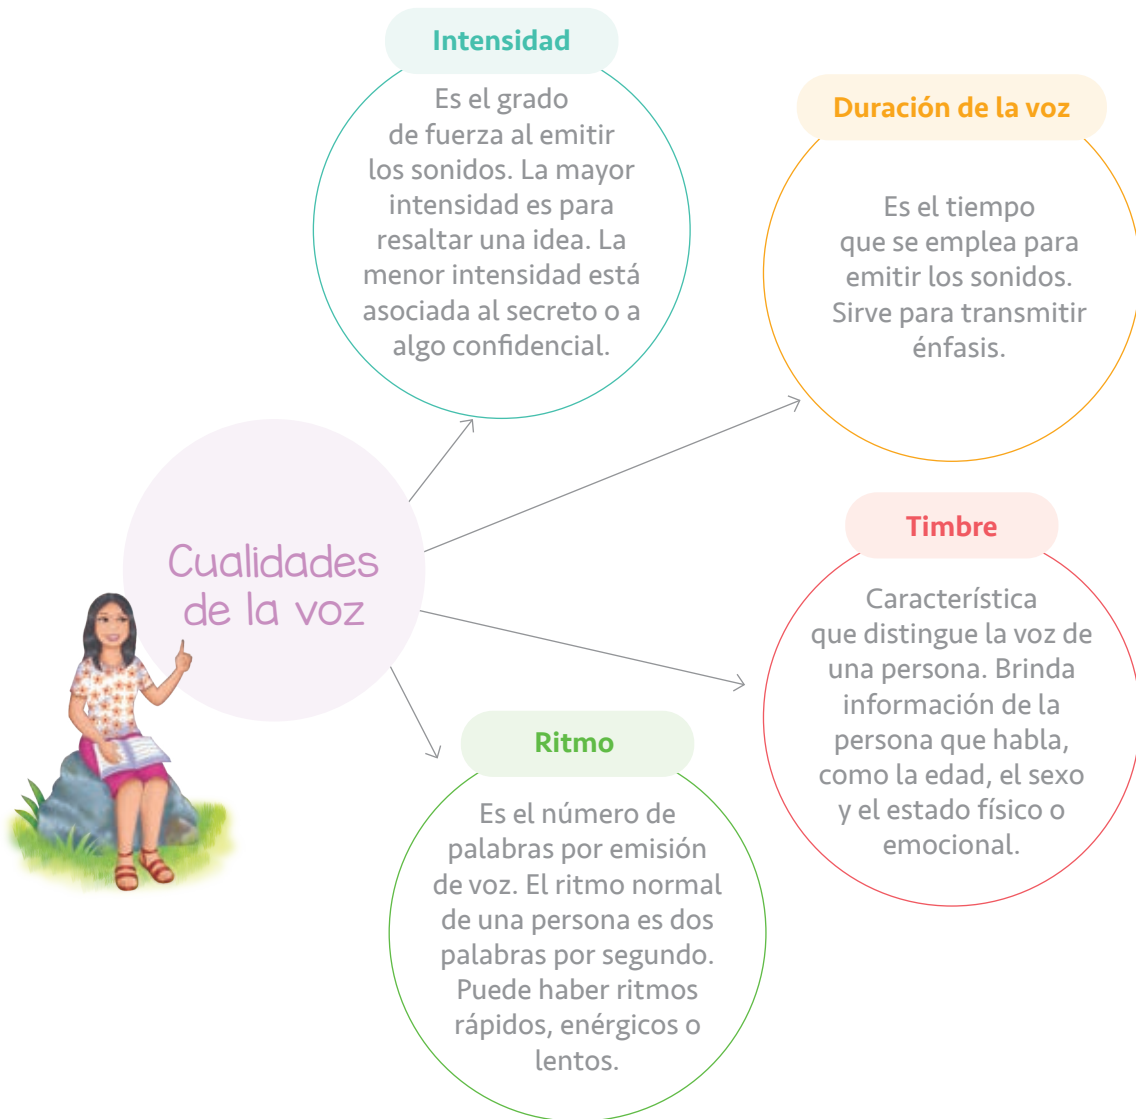 Intensidad
Es el grado
de fuerza al emitir
los sonidos. La mayor
intensidad es para
resaltar una idea. La
menor intensidad está
asociada al secreto o a
algo confidencial.
Duración de la voz
Es el tiempo
que se emplea para
emitir los sonidos.
Sirve para transmitir
énfasis.
Cualidades
de la voz
Timbre
Característica
que distingue la voz de
una persona. Brinda
información de la
persona que habla,
como la edad, el sexo
y el estado físico o
emocional.
Ritmo
Es el número de
palabras por emisión
de voz. El ritmo normal
de una persona es dos
palabras por segundo.
Puede haber ritmos
rápidos, enérgicos o
lentos.